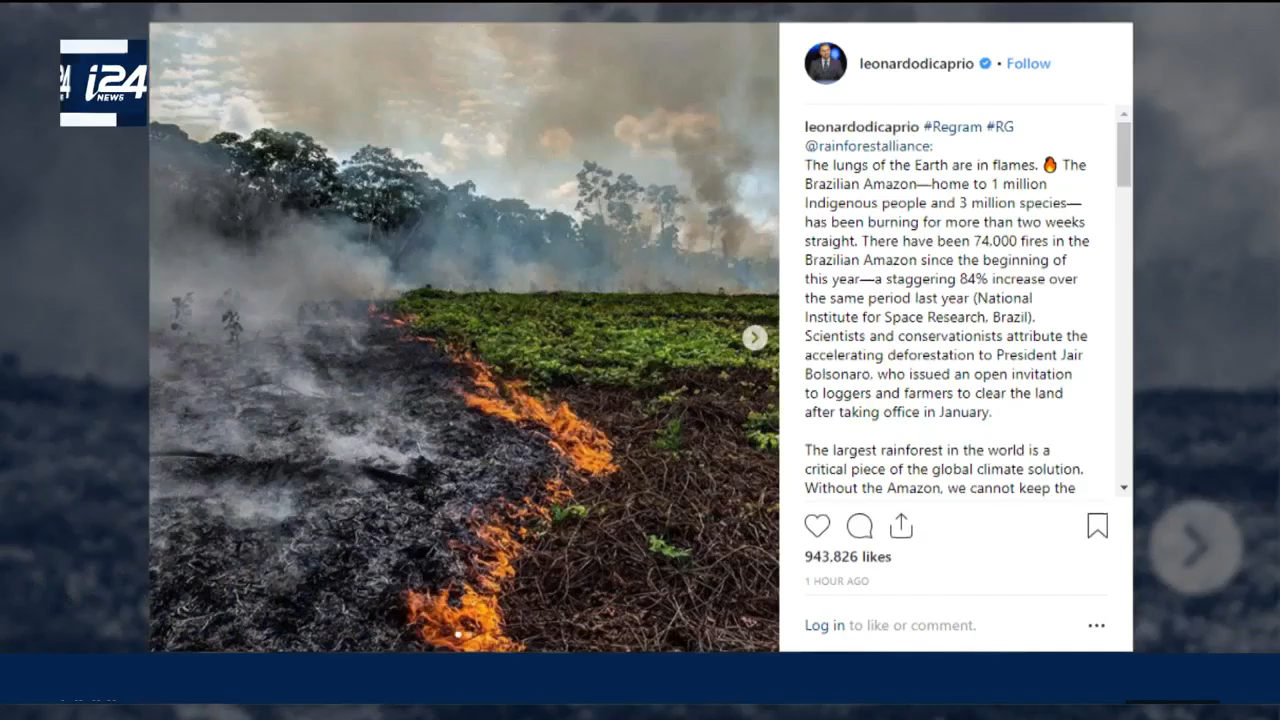 i24
NEWS
24
leonardodicaprio • Follow
leonardodicaprio #Regram #RG
@rainforestalliance:
The lungs of the Earth are in flames. 🔥 The
Brazilian Amazon—home to 1 million
Indigenous people and 3 million species—
has been burning for more than two weeks
straight. There have been 74,000 fires in the
Brazilian Amazon since the beginning of
this year—a staggering 84% increase over
the same period last year (National
Institute for Space Research, Brazil).
Scientists and conservationists attribute the
accelerating deforestation to President Jair
Bolsonaro, who issued an open invitation
to loggers and farmers to clear the land
after taking office in January.
The largest rainforest in the world is a
critical piece of the global climate solution.
Without the Amazon, we cannot keep the
943,826 likes
1 HOUR AGO
Log in to like or comment.